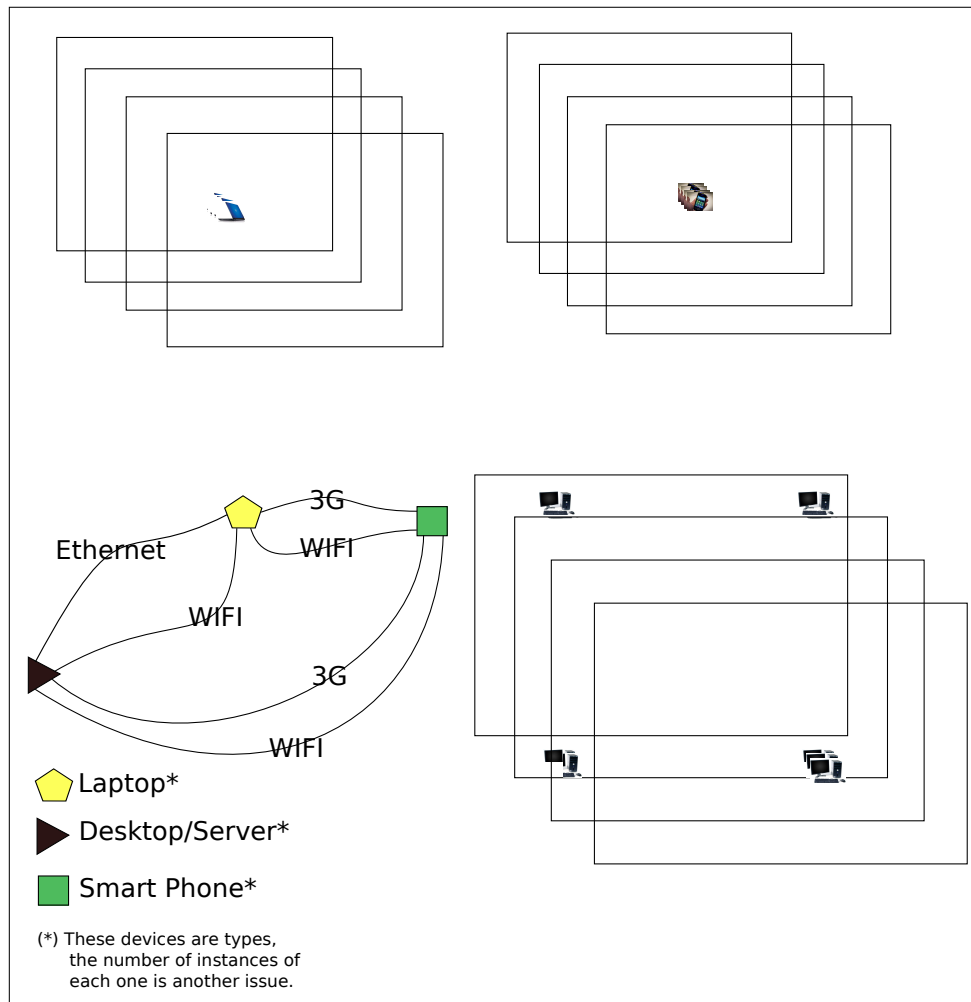 3G
Ethernet
WIFI
WIFI
3G
WIFI
Laptop*
Desktop/Server*
Smart Phone*
(*) These devices are types,
the number of instances of
each one is another issue.